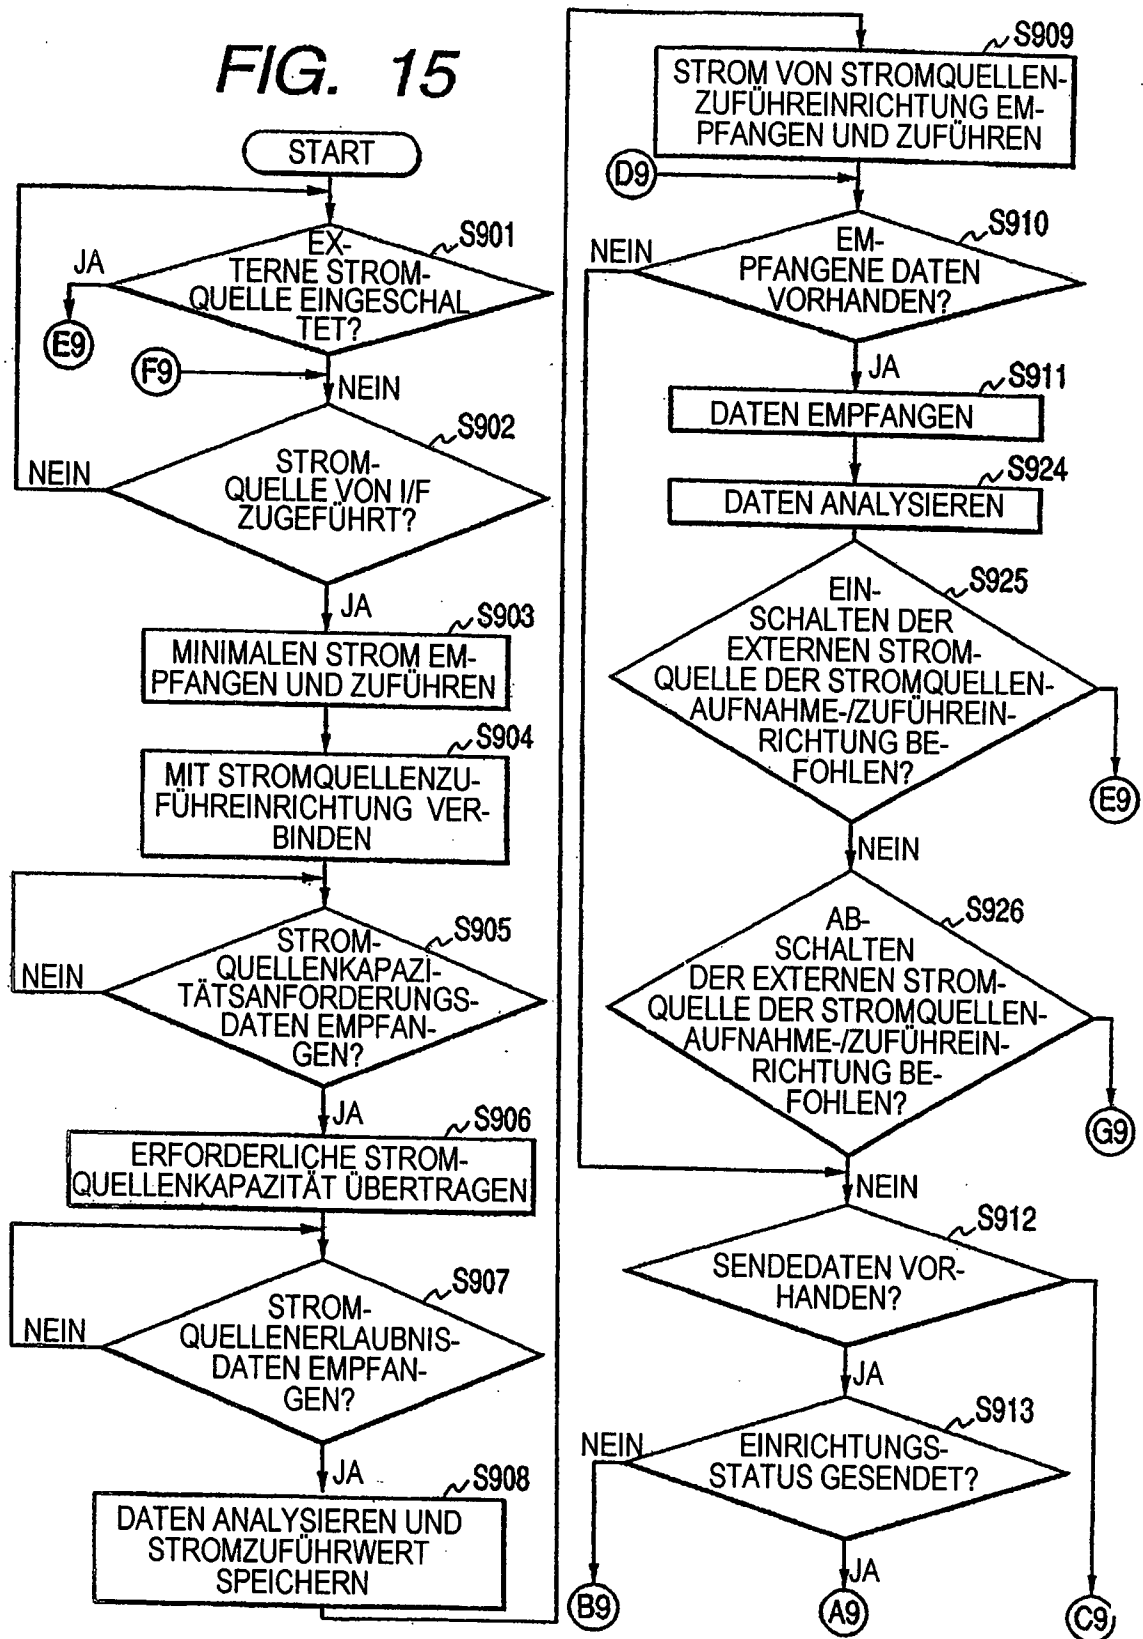 FIG. 15
START
S901
EX-
TERNE STROM-
QUELLE EINGESCHAL
TET?
JA
E9
F9
NEIN
S902
STROM-
QUELLE VON I/F
ZUGEFÜHRT?
NEIN
JA
S903
MINIMALEN STROM EM-
PFANGEN UND ZUFÜHREN
S904
MIT STROMQUELLENZU-
FÜHREINRICHTUNG VER-
BINDEN
S905
STROM-
QUELLENKAPAZI-
TÄTSANFORDERUNGS-
DATEN EMPFAN-
GEN?
NEIN
JA
S906
ERFORDERLICHE STROM-
QUELLENKAPAZITÄT ÜBERTRAGEN
S907
STROM-
QUELLENERLAUBNIS-
DATEN EMPFAN-
GEN?
NEIN
JA
S908
DATEN ANALYSIEREN UND
STROMZUFÜHRWERT
SPEICHERN
S909
STROM VON STROMQUELLEN-
ZUFÜHREINRICHTUNG EM-
PFANGEN UND ZUFÜHREN
D9
S910
EM-
PFANGENE DATEN
VORHANDEN?
NEIN
JA
S911
DATEN EMPFANGEN
S924
DATEN ANALYSIEREN
S925
EIN-
SCHALTEN DER
EXTERNEN STROM-
QUELLE DER STROMQUELLEN-
AUFNAHME-/ZUFÜHREIN-
RICHTUNG BE-
FOHLEN?
E9
NEIN
S926
AB-
SCHALTEN
DER EXTERNEN STROM-
QUELLE DER STROMQUELLEN-
AUFNAHME-/ZUFÜHREIN-
RICHTUNG BE-
FOHLEN?
G9
NEIN
S912
SENDEDATEN VOR-
HANDEN?
JA
S913
EINRICHTUNGS-
STATUS GESENDET?
NEIN
JA
B9
A9
C9